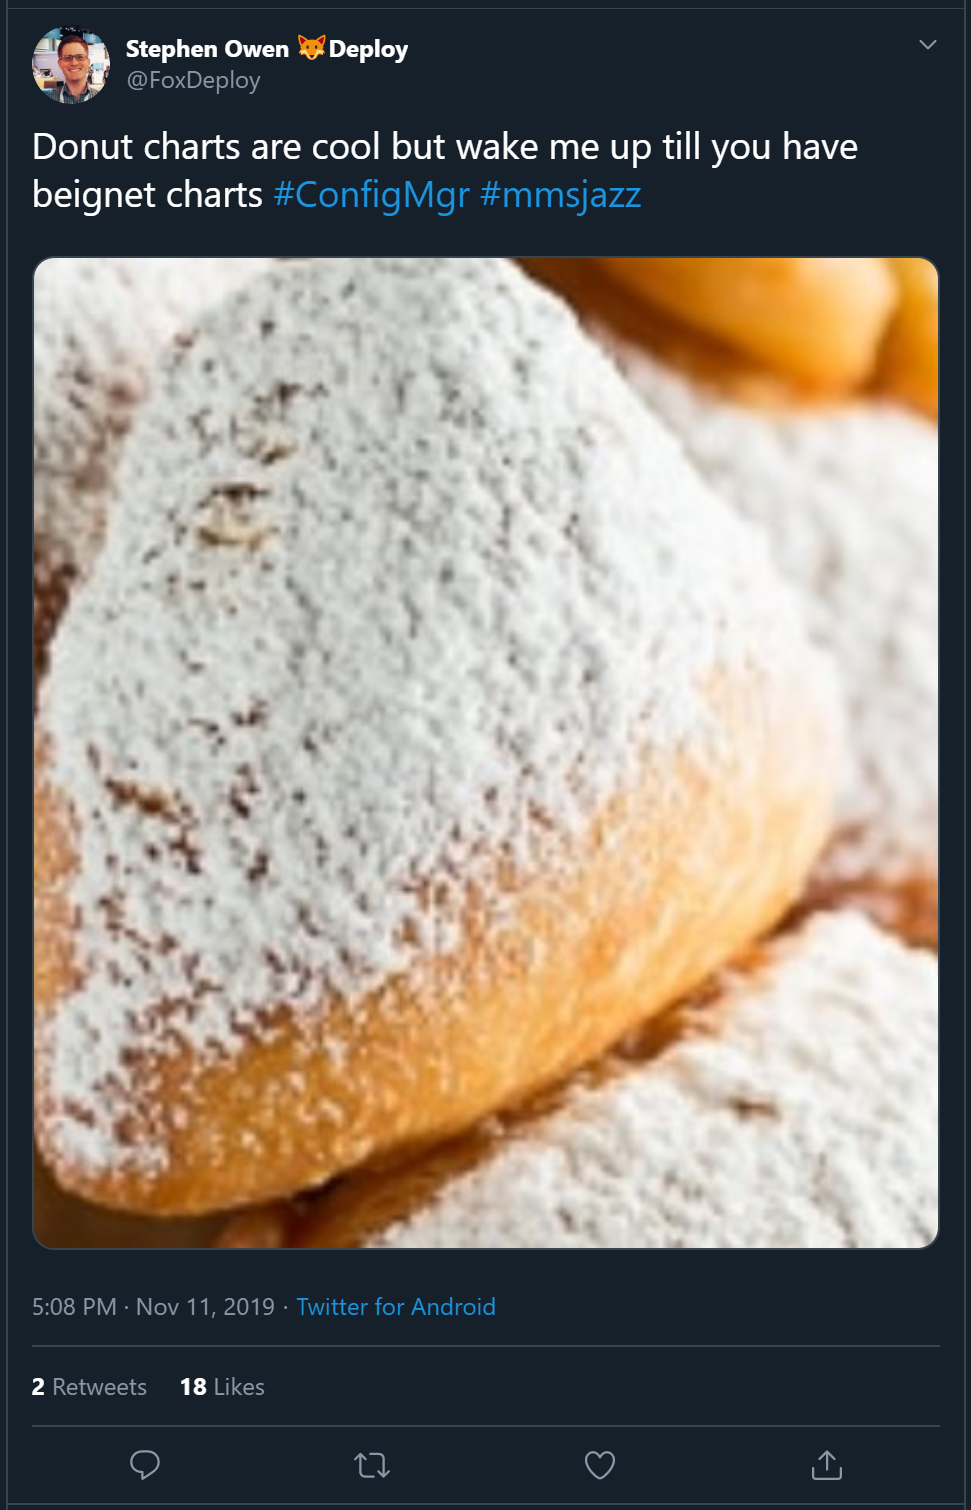 Stephen Owen 🦊Deploy
@FoxDeploy
Donut charts are cool but wake me up till you have
beignet charts #ConfigMgr #mmsjazz
5:08 PM · Nov 11, 2019 · Twitter for Android
2 Retweets 18 Likes